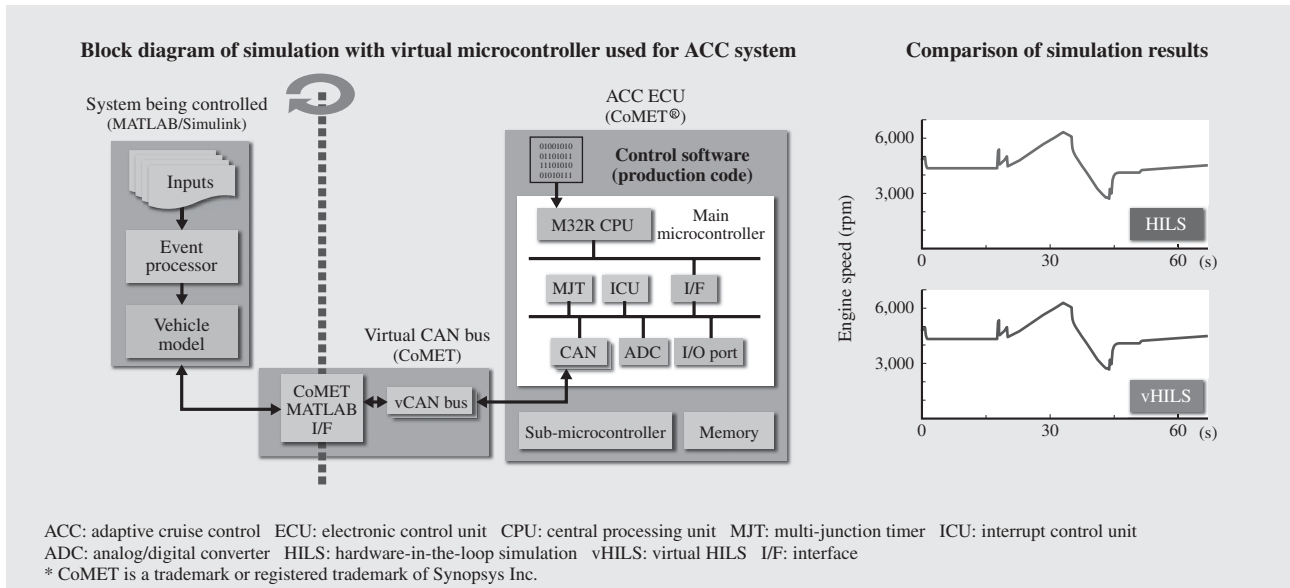 Block diagram of simulation with virtual microcontroller used for ACC system
System being controlled
(MATLAB/Simulink)
Inputs
Event
processor
Vehicle
model
Virtual CAN bus
(CoMET)
CoMET
MATLAB
I/F
vCAN bus
ACC ECU
(CoMET®)
01001010
01101011
11101010
01010111
Control software
(production code)
M32R CPU
Main
microcontroller
MJT
ICU
I/F
CAN
ADC
I/O port
Sub-microcontroller
Memory
Comparison of simulation results
Engine speed (rpm)
6,000
3,000
HILS
0
30
60
(s)
6,000
3,000
vHILS
0
30
60
(s)
ACC: adaptive cruise control ECU: electronic control unit CPU: central processing unit MJT: multi-junction timer ICU: interrupt control unit
ADC: analog/digital converter HILS: hardware-in-the-loop simulation vHILS: virtual HILS I/F: interface
* CoMET is a trademark or registered trademark of Synopsys Inc.